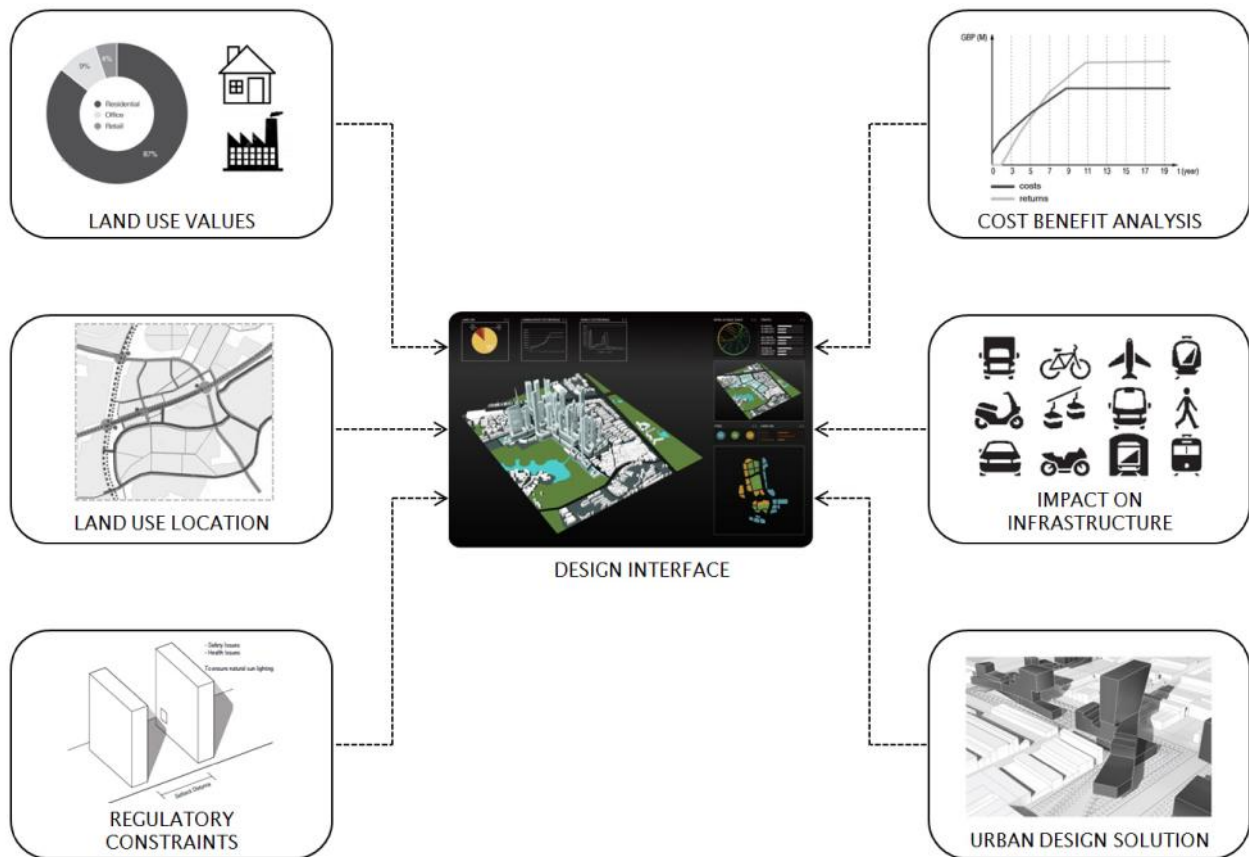 9%
4%
Residential
Office
Retail
87%
LAND USE VALUES
GBP (M)
0 3 5 7 9 11 13 15 17 19 t (year)
costs
returns
COST BENEFIT ANALYSIS
LAND USE LOCATION
DESIGN INTERFACE
IMPACT ON
INFRASTRUCTURE
- Safety Issues
- Health Issues
To ensure natural sun lighting
Setback Distance
REGULATORY
CONSTRAINTS
URBAN DESIGN SOLUTION